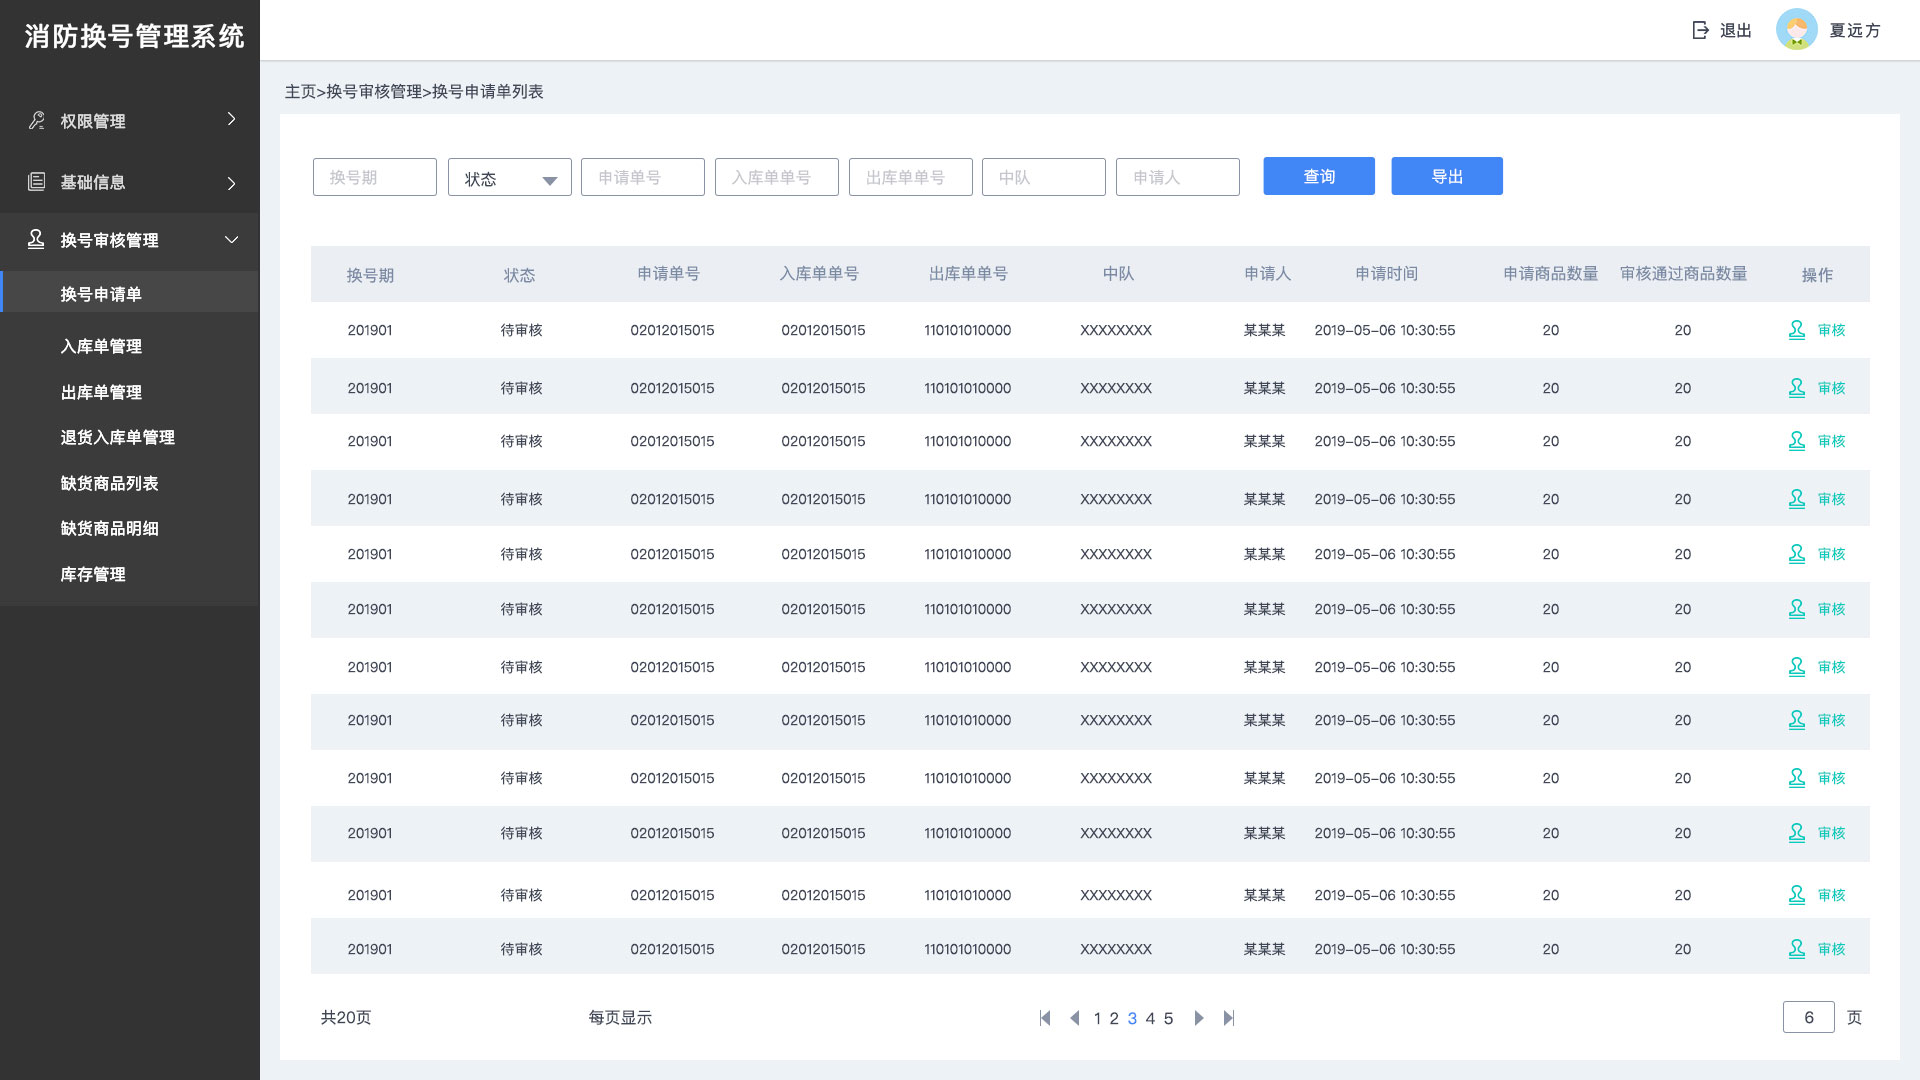 消防换号管理系统
退出 夏远方
主页>换号审核管理>换号申请单列表
权限管理
基础信息
换号审核管理
换号申请单
入库单管理
出库单管理
退货入库单管理
缺货商品列表
缺货商品明细
库存管理
换号期 状态 申请单号 入库单单号 出库单单号 中队 申请人 查询 导出
换号期 状态 申请单号 入库单单号 出库单单号 中队 申请人 申请时间 申请商品数量 审核通过商品数量 操作
201901 待审核 02012015015 02012015015 110101010000 XXXXXXXX 某某某 2019-05-06 10:30:55 20 20 审核
201901 待审核 02012015015 02012015015 110101010000 XXXXXXXX 某某某 2019-05-06 10:30:55 20 20 审核
201901 待审核 02012015015 02012015015 110101010000 XXXXXXXX 某某某 2019-05-06 10:30:55 20 20 审核
201901 待审核 02012015015 02012015015 110101010000 XXXXXXXX 某某某 2019-05-06 10:30:55 20 20 审核
201901 待审核 02012015015 02012015015 110101010000 XXXXXXXX 某某某 2019-05-06 10:30:55 20 20 审核
201901 待审核 02012015015 02012015015 110101010000 XXXXXXXX 某某某 2019-05-06 10:30:55 20 20 审核
201901 待审核 02012015015 02012015015 110101010000 XXXXXXXX 某某某 2019-05-06 10:30:55 20 20 审核
201901 待审核 02012015015 02012015015 110101010000 XXXXXXXX 某某某 2019-05-06 10:30:55 20 20 审核
201901 待审核 02012015015 02012015015 110101010000 XXXXXXXX 某某某 2019-05-06 10:30:55 20 20 审核
201901 待审核 02012015015 02012015015 110101010000 XXXXXXXX 某某某 2019-05-06 10:30:55 20 20 审核
201901 待审核 02012015015 02012015015 110101010000 XXXXXXXX 某某某 2019-05-06 10:30:55 20 20 审核
201901 待审核 02012015015 02012015015 110101010000 XXXXXXXX 某某某 2019-05-06 10:30:55 20 20 审核
共20页 每页显示 1 2 3 4 5 6 页